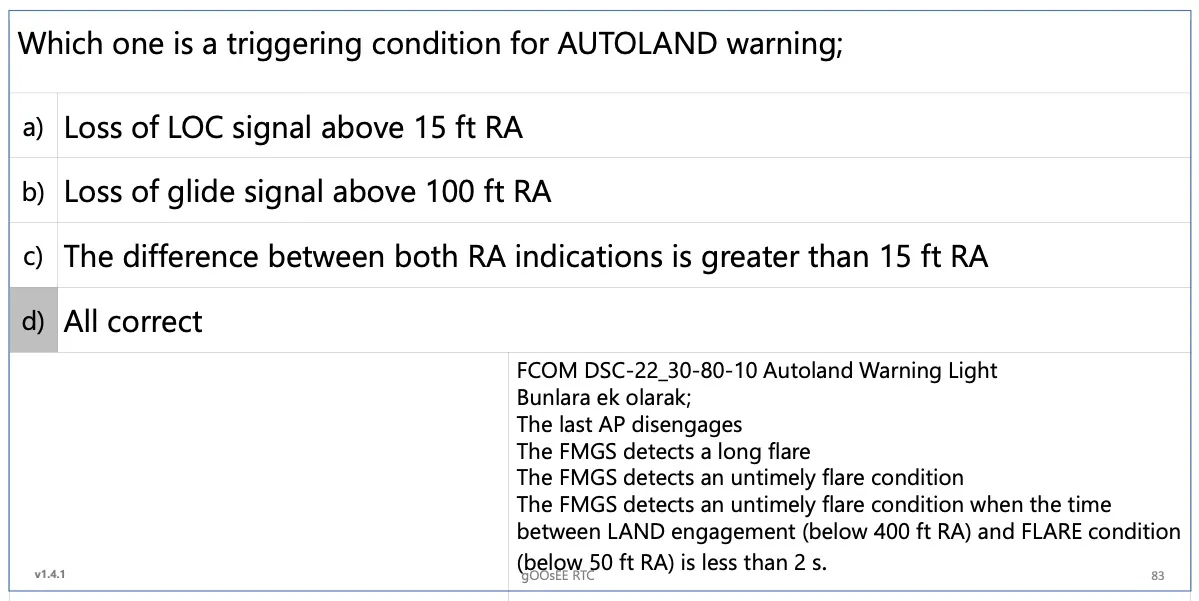 Which one is a triggering condition for AUTOLAND warning;
a) Loss of LOC signal above 15 ft RA
b) Loss of glide signal above 100 ft RA
c) The difference between both RA indications is greater than 15 ft RA
d) All correct
FCOM DSC-22_30-80-10 Autoland Warning Light
Bunlara ek olarak;
The last AP disengages
The FMGS detects a long flare
The FMGS detects an untimely flare condition
The FMGS detects an untimely flare condition when the time
between LAND engagement (below 400 ft RA) and FLARE condition
(below 50 ft RA) is less than 2 s.
v1.4.1 gOOsEE RTC 83